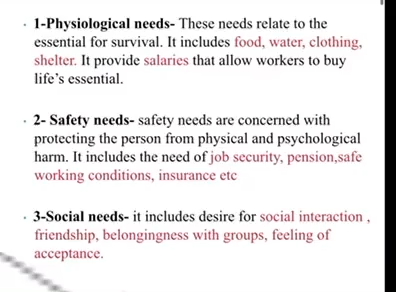 1-Physiological needs- These needs relate to the
essential for survival. It includes food, water, clothing,
shelter. It provide salaries that allow workers to buy
life's essential.
2- Safety needs- safety needs are concerned with
protecting the person from physical and psychological
harm. It includes the need of job security, pension,safe
working conditions, insurance etc
3-Social needs- it includes desire for social interaction ,
friendship, belongingness with groups, feeling of
acceptance.